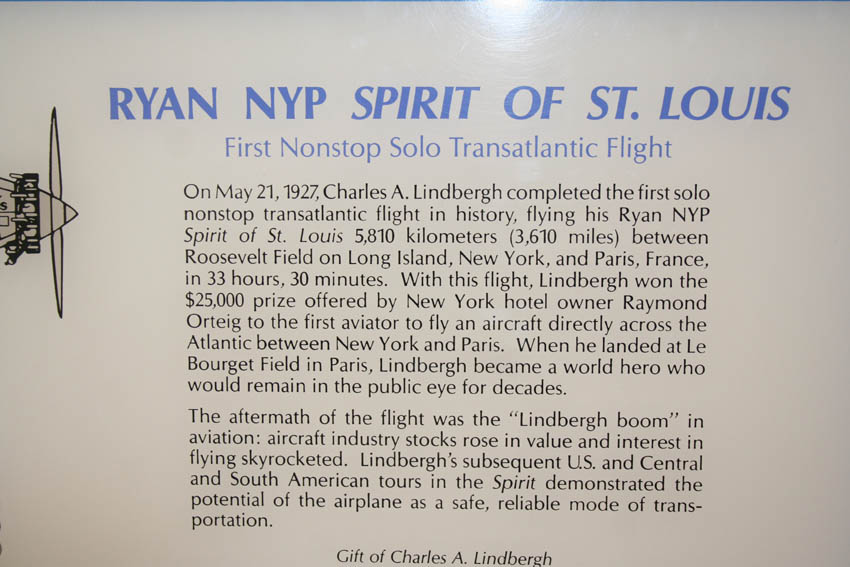 RYAN NYP SPIRIT OF ST. LOUIS
First Nonstop Solo Transatlantic Flight
On May 21, 1927, Charles A. Lindbergh completed the first solo
nonstop transatlantic flight in history, flying his Ryan NYP
Spirit of St. Louis 5,810 kilometers (3,610 miles) between
Roosevelt Field on Long Island, New York, and Paris, France,
in 33 hours, 30 minutes. With this flight, Lindbergh won the
$25,000 prize offered by New York hotel owner Raymond
Orteig to the first aviator to fly an aircraft directly across the
Atlantic between New York and Paris. When he landed at Le
Bourget Field in Paris, Lindbergh became a world hero who
would remain in the public eye for decades.
The aftermath of the flight was the "Lindbergh boom" in
aviation: aircraft industry stocks rose in value and interest in
flying skyrocketed. Lindbergh's subsequent U.S. and Central
and South American tours in the Spirit demonstrated the
potential of the airplane as a safe, reliable mode of trans-
portation.
Gift of Charles A. Lindbergh